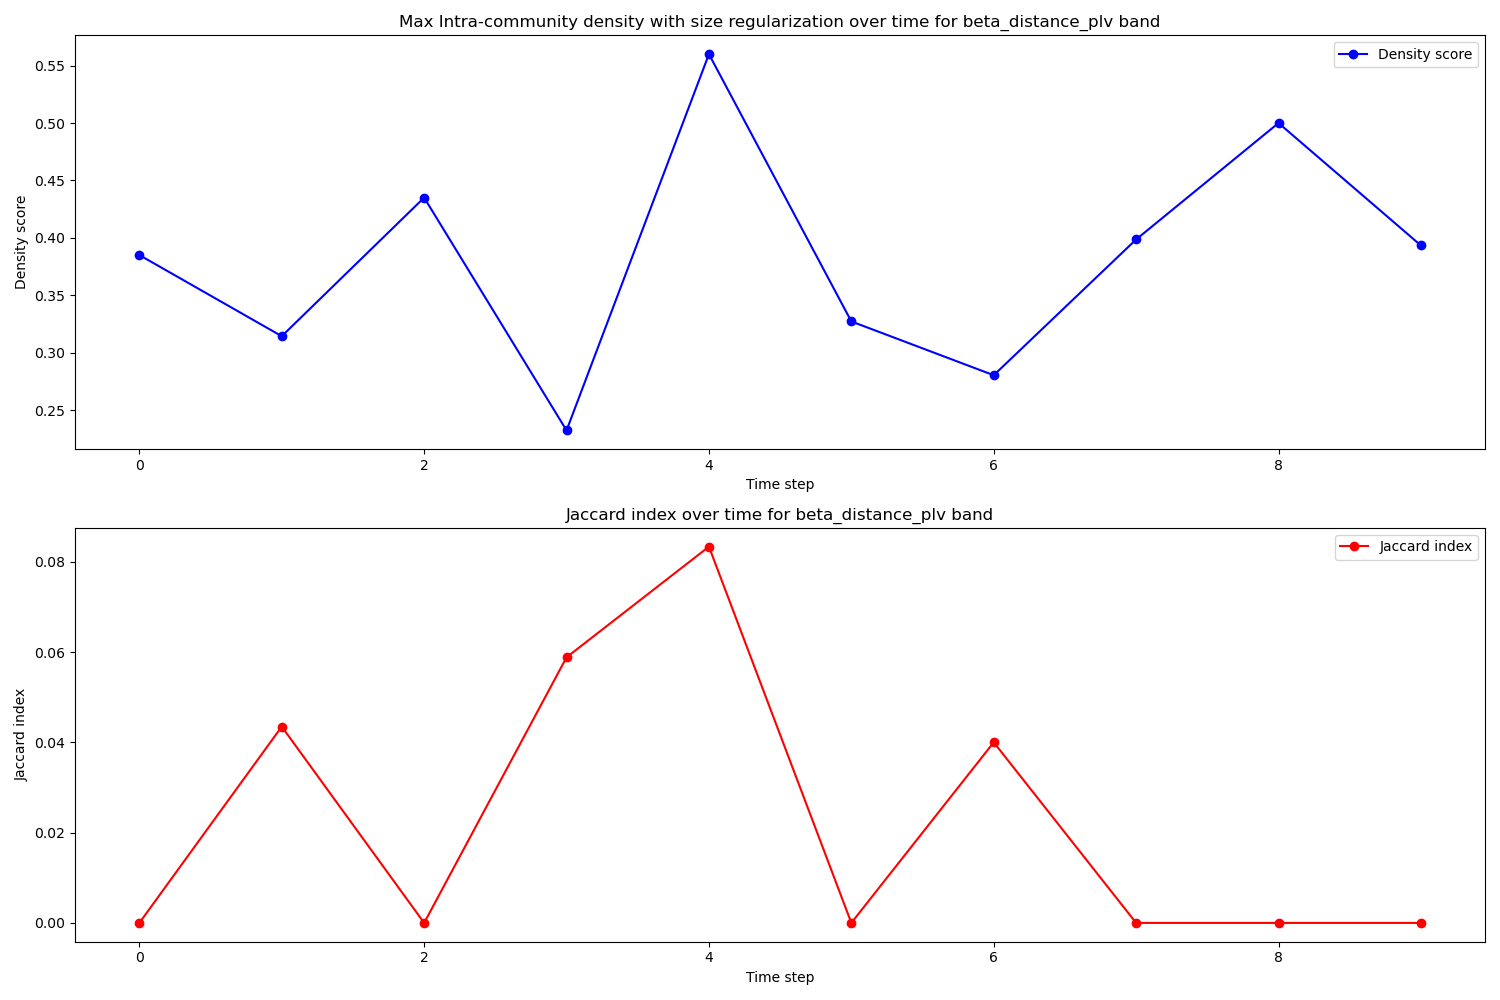 Max Intra-community density with size regularization over time for beta_distance_plv band
Density score
0.55
0.50
0.45
0.40
0.35
0.30
0.25
Density score
0 2 4 6 8
Time step
Jaccard index over time for beta_distance_plv band
Jaccard index
0.08
0.06
0.04
0.02
0.00
Jaccard index
0 2 4 6 8
Time step